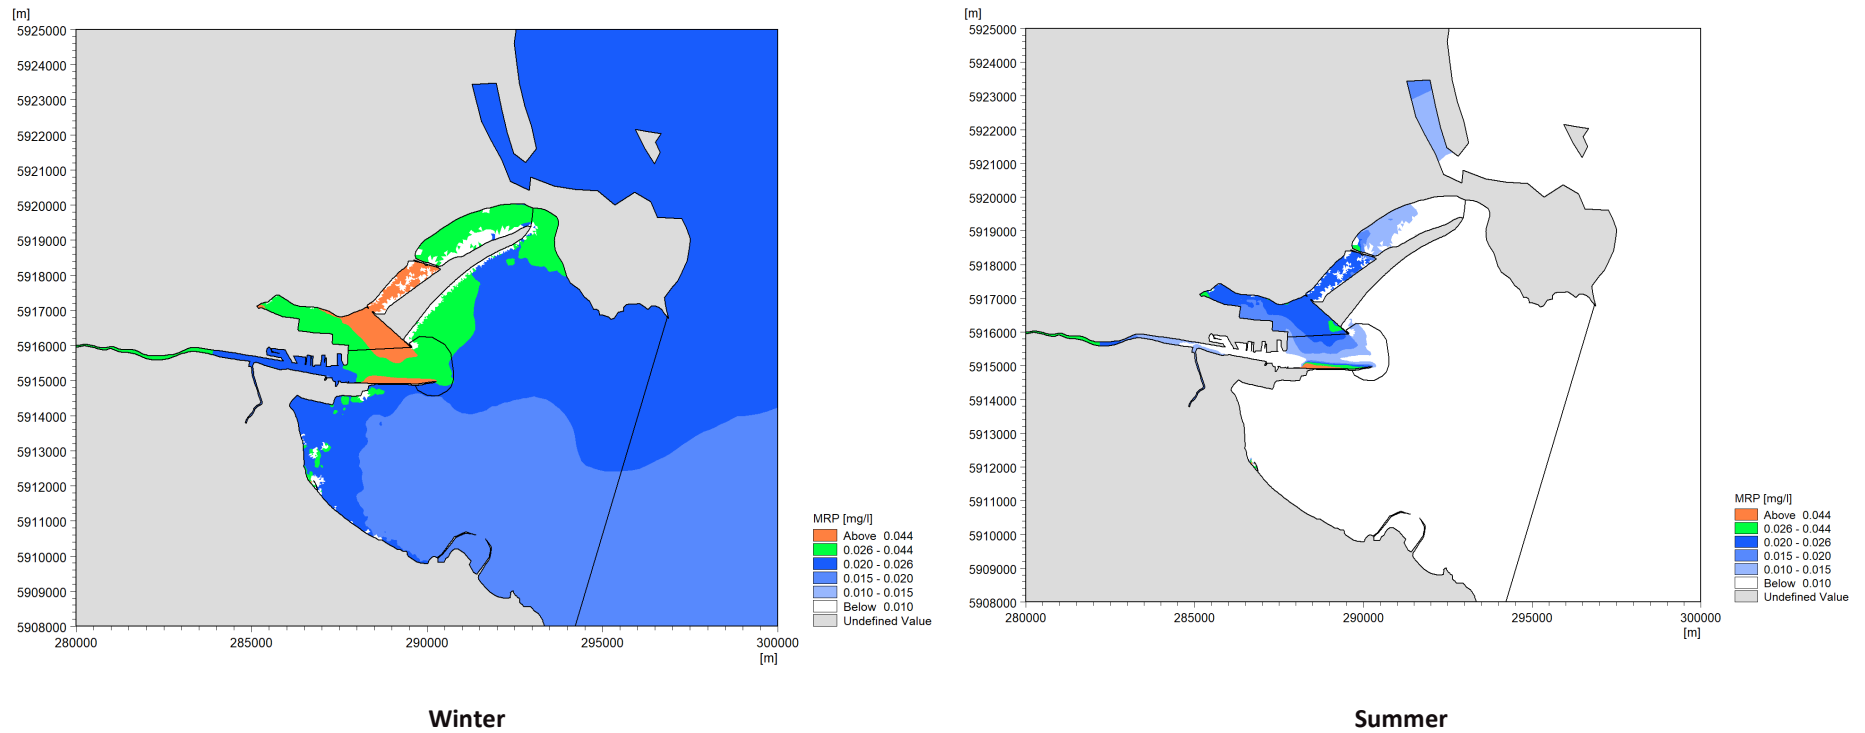 [m]
5925000
5924000
5923000
5922000
5921000
5920000
5919000
5918000
5917000
5916000
5915000
5914000
5913000
5912000
5911000
5910000
5909000
5908000
280000 285000 290000 295000 300000
[m]
MRP [mg/l]
Above 0.044
0.026 - 0.044
0.020 - 0.026
0.015 - 0.020
0.010 - 0.015
Below 0.010
Undefined Value
Winter
[m]
5925000
5924000
5923000
5922000
5921000
5920000
5919000
5918000
5917000
5916000
5915000
5914000
5913000
5912000
5911000
5910000
5909000
5908000
280000 285000 290000 295000 300000
[m]
MRP [mg/l]
Above 0.044
0.026 - 0.044
0.020 - 0.026
0.015 - 0.020
0.010 - 0.015
Below 0.010
Undefined Value
Summer